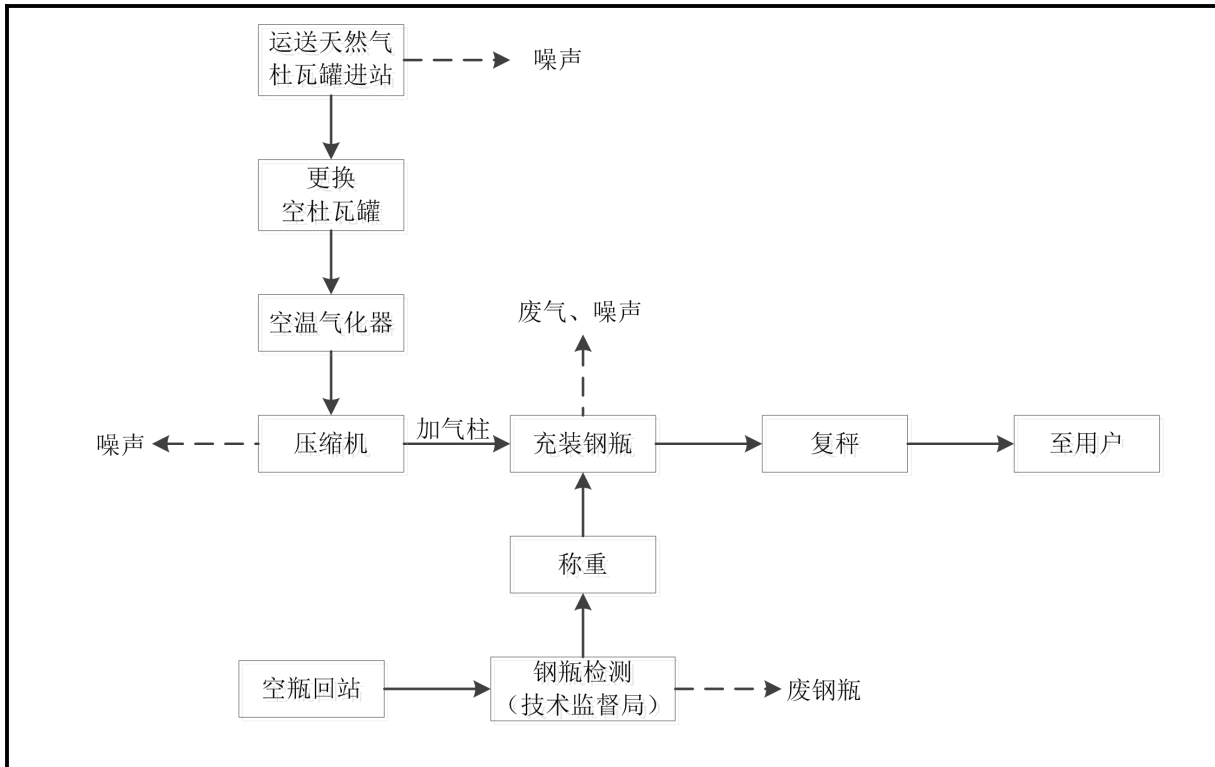 运送天然气
杜瓦罐进站
噪声
更换
空杜瓦罐
空温气化器
废气、噪声
噪声
压缩机
加气柱
充装钢瓶
复秤
至用户
称重
空瓶回站
钢瓶检测
（技术监督局）
废钢瓶